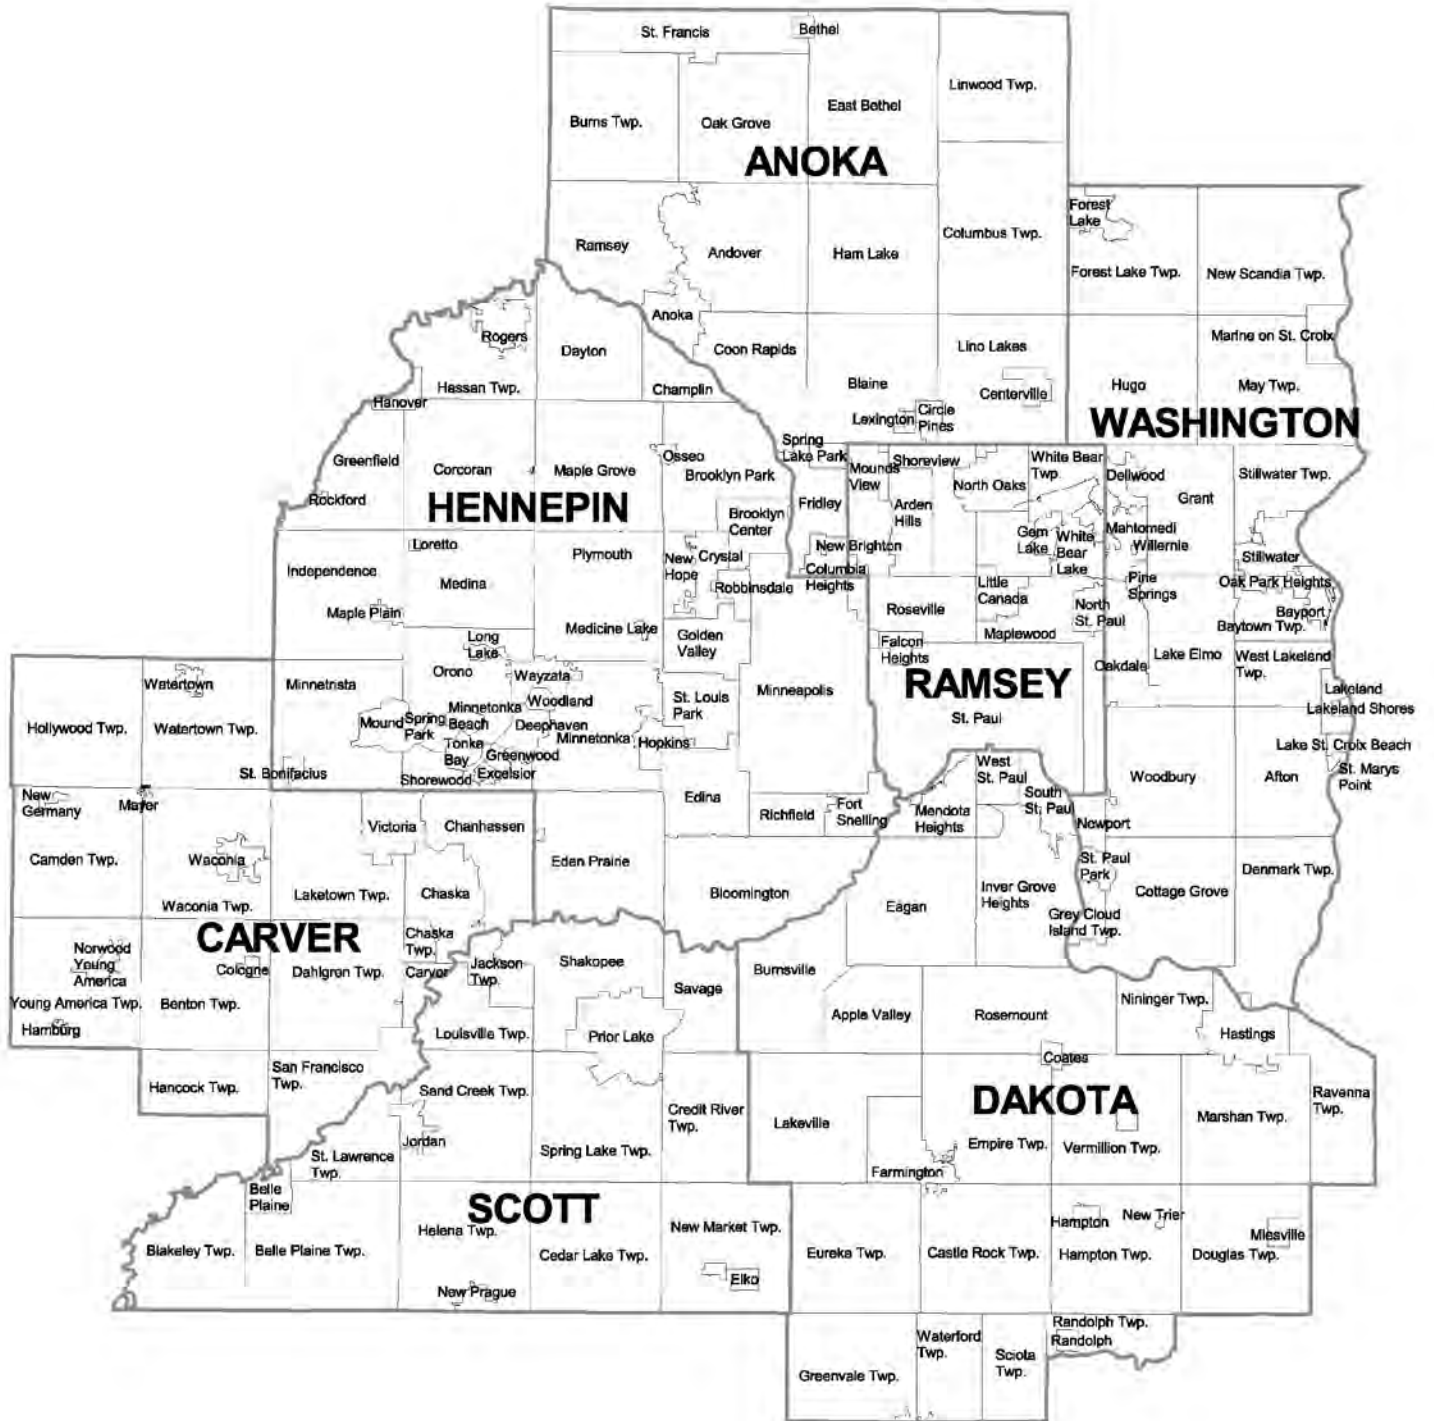 St. Francis
Bethel
Linwood Twp.
East Bethel
Burns Twp.
Oak Grove
ANOKA
Forest
Lake
Ramsey
Andover
Ham Lake
Columbus Twp.
Forest Lake Twp.
New Scandia Twp.
Anoka
Rogers
Marine on St. Croix
Dayton
Coon Rapids
Lino Lakes
Hassan Twp.
Champlin
Blaine
Centerville
Hugo
May Twp.
Hanover
Lexington
Circle
Pines
WASHINGTON
Spring
Lake Park
Osseo
Greenfield
Corcoran
Maple Grove
Brooklyn Park
Mounds
View
Shoreview
White Bear
Twp.
North Oaks
Dellwood
Stillwater Twp.
Grant
Rockford
HENNEPIN
Fridley
Arden
Hills
Brooklyn
Center
Gem
Lake
White
Bear
Lake
Mahtomedi
Willernie
Loretto
Plymouth
New
Hope
Crystal
New Brighton
Columbia
Heights
Stillwater
Independence
Medina
Robbinsdale
Little
Canada
Pine
Springs
Oak Park Heights
Maple Plain
Roseville
North
St. Paul
Bayport
Baytown Twp.
Medicine Lake
Golden
Valley
Maplewood
Long
Lake
Falcon
Heights
Lake Elmo
West Lakeland
Twp.
Oakdale
Orono
Wayzata
RAMSEY
Watertown
Minnetrista
Minneapolis
Lakeland
Lakeland Shores
St. Louis
Park
Woodland
Minnetonka
Beach
Mound
Spring
Park
Deephaven
St. Paul
Hollywood Twp.
Watertown Twp.
Minnetonka
Hopkins
Tonka
Bay
Greenwood
Lake St. Croix Beach
St. Bonifacius
Shorewood
Excelsior
West
St. Paul
Woodbury
Afton
St. Marys
Point
New
Germany
Mayer
Edina
Richfield
Fort
Snelling
Mendota
Heights
South
St. Paul
Newport
Victoria
Chanhassen
Camden Twp.
Waconia
Eden Praine
St. Paul
Park
Denmark Twp.
Waconia Twp.
Laketown Twp.
Chaska
Bloomington
Eagan
Inver Grove
Heights
Cottage Grove
Grey Cloud
Island Twp.
CARVER
Chaska
Twp.
Norwood
Young
America
Cologne
Dahlgren Twp.
Carver
Jackson
Twp.
Shakopee
Savage
Burnsville
Young America Twp.
Benton Twp.
Nininger Twp.
Apple Valley
Rosemount
Hamburg
Louisville Twp.
Prior Lake
Hastings
Coates
San Francisco
Twp.
Hancock Twp.
Sand Creek Twp.
DAKOTA
Ravenna
Twp.
Credit River
Twp.
Lakeville
Marshan Twp.
Jordan
Spring Lake Twp.
Empire Twp.
Vermillion Twp.
St. Lawrence
Twp.
Farmington
Belle
Plaine
SCOTT
Helena Twp.
New Market Twp.
Hampton
New Trier
Miesville
Blakeley Twp.
Belle Plaine Twp.
Cedar Lake Twp.
Eureka Twp.
Castle Rock Twp.
Hampton Twp.
Douglas Twp.
Elko
New Prague
Randolph Twp.
Randolph
Waterford
Twp.
Sciota
Twp.
Greenvale Twp.